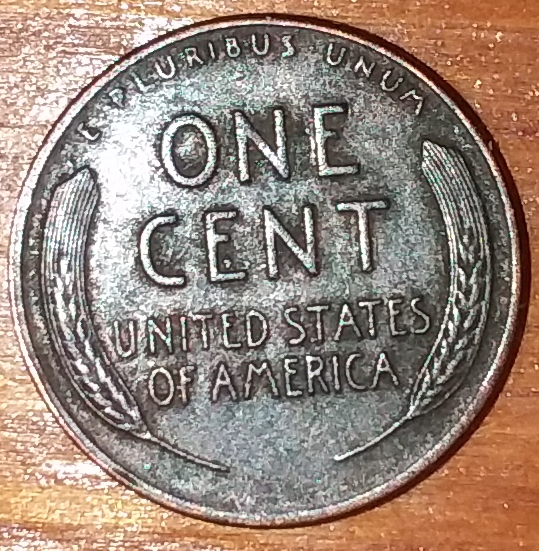 E PLURIBUS UNUM
ONE
CENT
UNITED STATES
OF AMERICA